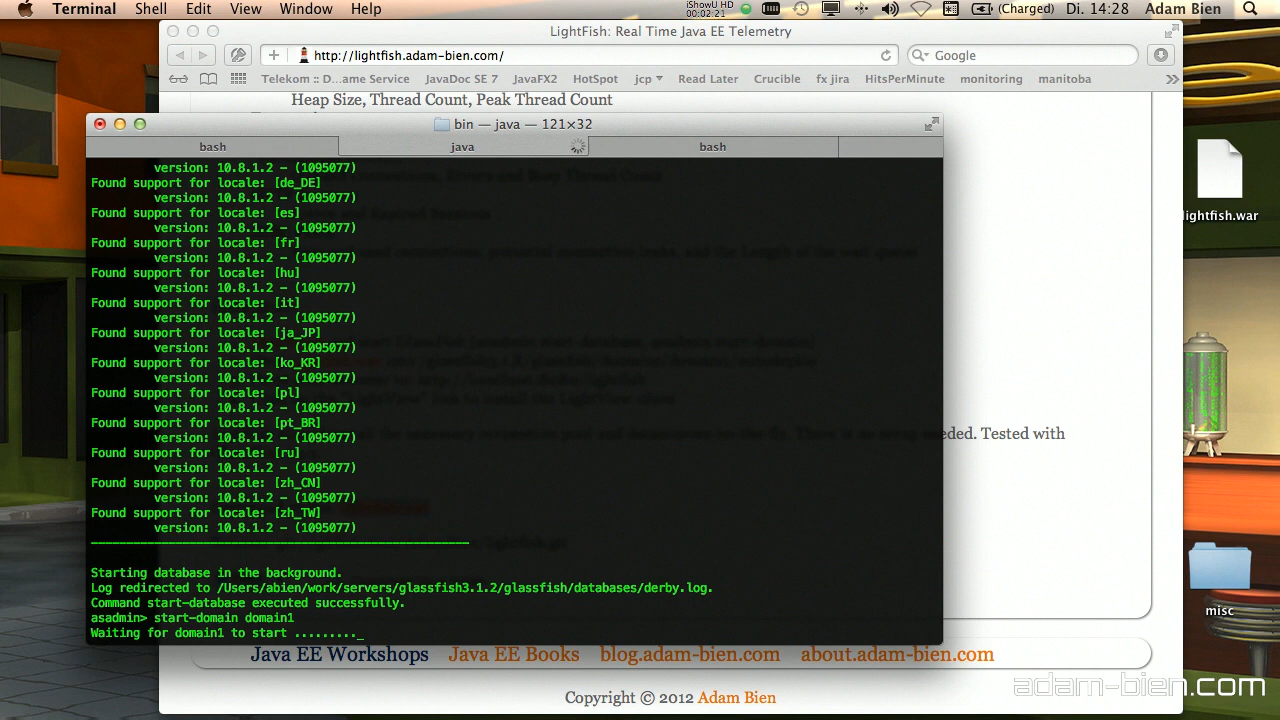 Terminal Shell Edit View Window Help iShowU HD 00:02:21 (Charged) Di. 14:28 Adam Bien
LightFish: Real Time Java EE Telemetry
http://lightfish.adam-bien.com/ Google
Telekom :: D...ame Service JavaDoc SE 7 JavaFX2 HotSpot jcp Read Later Crucible fx jira HitsPerMinute monitoring manitoba
Heap Size, Thread Count, Peak Thread Count
bin — java — 121×32
bash java bash
version: 10.8.1.2 - (1095077)
Found support for locale: [de_DE]
version: 10.8.1.2 - (1095077)
Found support for locale: [es]
version: 10.8.1.2 - (1095077)
Found support for locale: [fr]
version: 10.8.1.2 - (1095077)
Found support for locale: [hu]
version: 10.8.1.2 - (1095077)
Found support for locale: [it]
version: 10.8.1.2 - (1095077)
Found support for locale: [ja_JP]
version: 10.8.1.2 - (1095077)
Found support for locale: [ko_KR]
version: 10.8.1.2 - (1095077)
Found support for locale: [pl]
version: 10.8.1.2 - (1095077)
Found support for locale: [pt_BR]
version: 10.8.1.2 - (1095077)
Found support for locale: [ru]
version: 10.8.1.2 - (1095077)
Found support for locale: [zh_CN]
version: 10.8.1.2 - (1095077)
Found support for locale: [zh_TW]
version: 10.8.1.2 - (1095077)
------------------------------------------------------
Starting database in the background.
Log redirected to /Users/abien/work/servers/glassfish3.1.2/glassfish/databases/derby.log.
Command start-database executed successfully.
asadmin> start-domain domain1
Waiting for domain1 to start ........._
Tested with
lightfish.war
misc
Java EE Workshops Java EE Books blog.adam-bien.com about.adam-bien.com
Copyright © 2012 Adam Bien
adam-bien.com